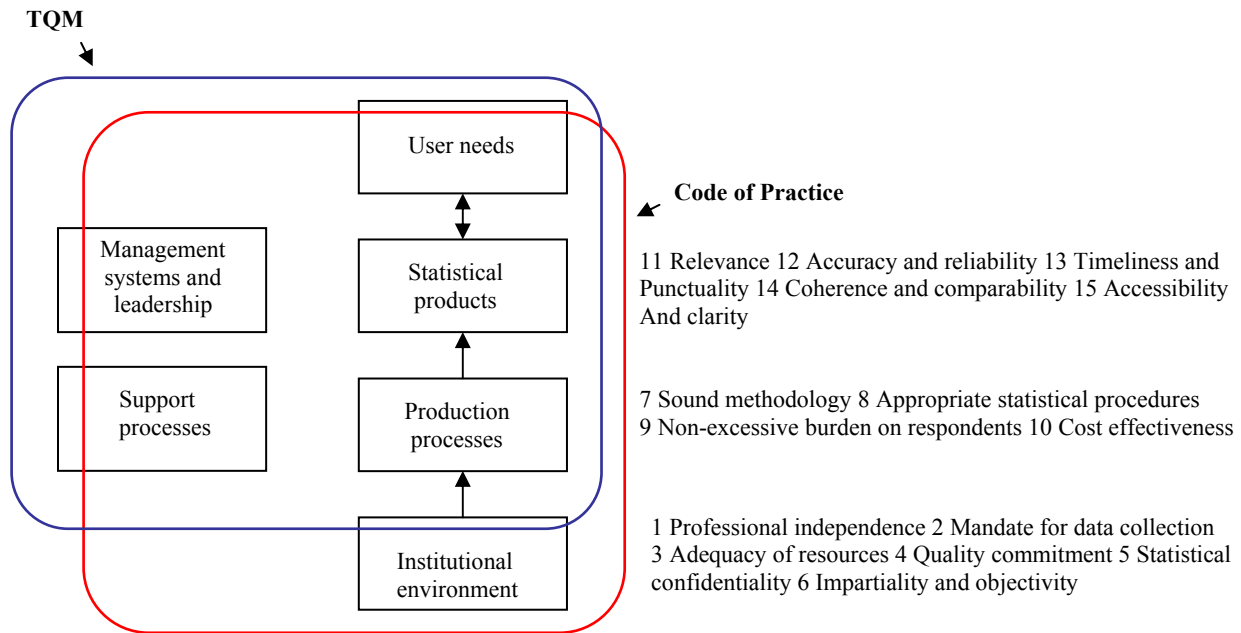 TQM
User needs
Code of Practice
Management
systems and
leadership
Statistical
products
11 Relevance 12 Accuracy and reliability 13 Timeliness and
Punctuality 14 Coherence and comparability 15 Accessibility
And clarity
Support
processes
Production
processes
7 Sound methodology 8 Appropriate statistical procedures
9 Non-excessive burden on respondents 10 Cost effectiveness
Institutional
environment
1 Professional independence 2 Mandate for data collection
3 Adequacy of resources 4 Quality commitment 5 Statistical
confidentiality 6 Impartiality and objectivity